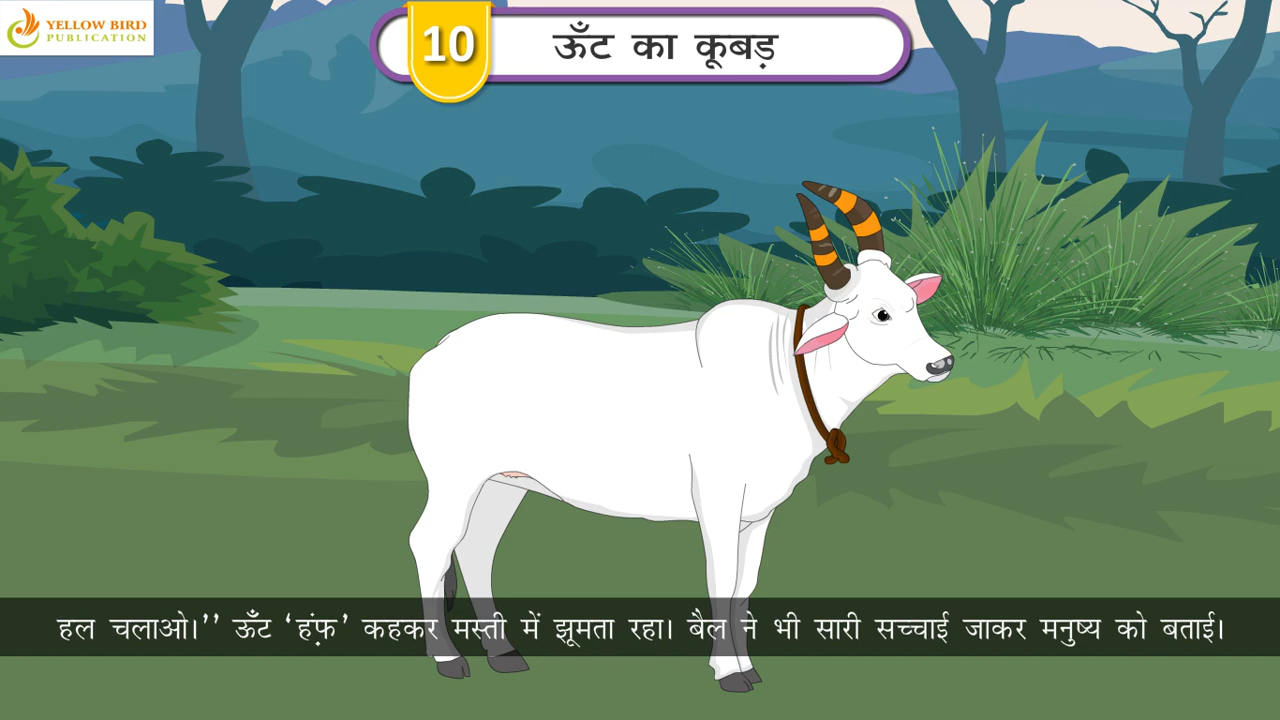 YELLOW BIRD
PUBLICATION
10
ऊँट का कूबड़
हल चलाओ।’’ ऊँट ‘हंफ़’ कहकर मस्ती में झूमता रहा। बैल ने भी सारी सच्चाई जाकर मनुष्य को बताई।